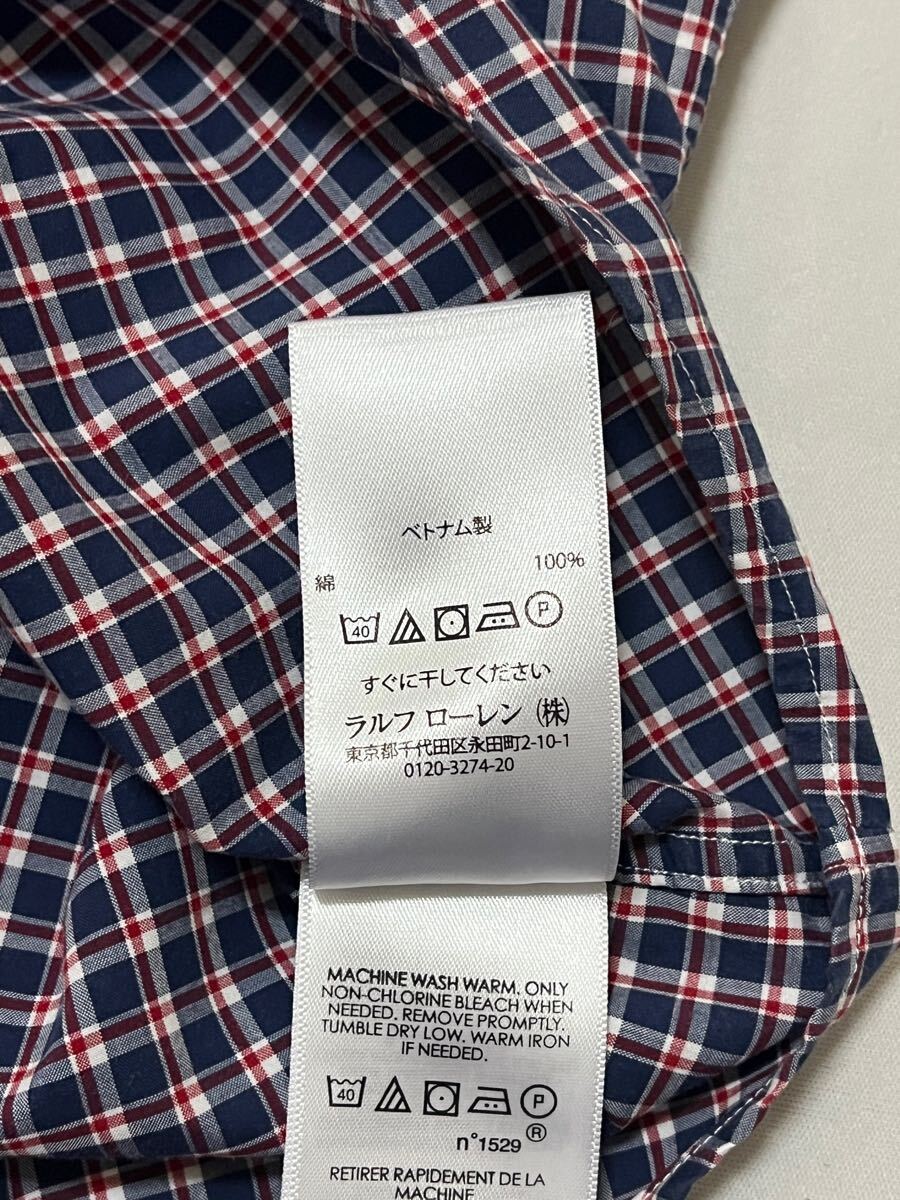 ベトナム製
綿 100%
40 P
すぐに干してください
ラルフ ローレン (株)
東京都千代田区永田町2-10-1
0120-3274-20
MACHINE WASH WARM. ONLY
NON-CHLORINE BLEACH WHEN
NEEDED. REMOVE PROMPTLY.
TUMBLE DRY LOW. WARM IRON
IF NEEDED.
40 P
n°1529 ®
RETIRER RAPIDEMENT DE LA
MACHINE